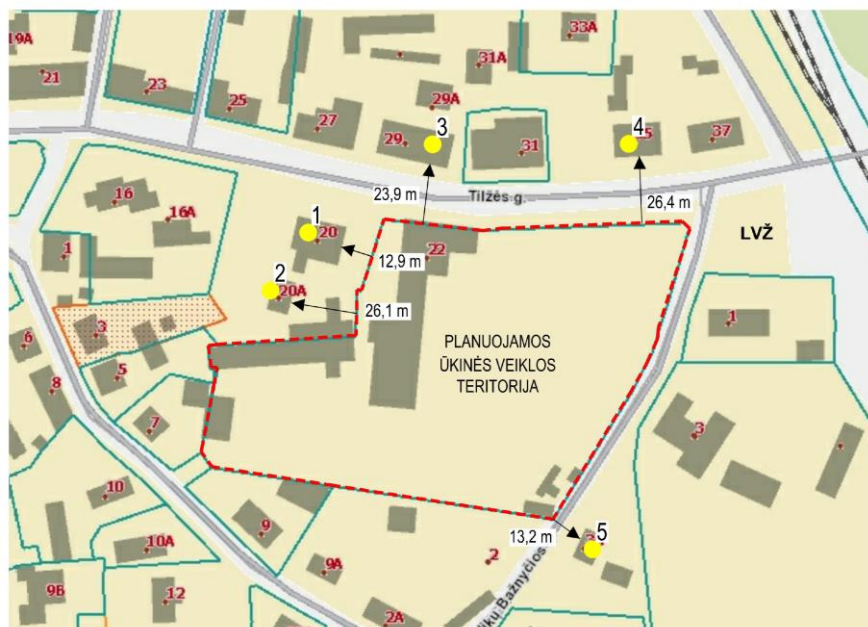 19A
33A
21
23
31A
25
29A
27
29
3
31
4
37
23,9 m
Tilžės g.
26,4 m
16
16A
1
20
1
12,9 m
22
LVŽ
2
20A
26,1 m
1
3
6
PLANUOJAMOS
ŪKINĖS VEIKLOS
TERITORIJA
5
8
7
3
10
9
13,2 m
5
10A
9A
2
9B
12
2A
Bažnyčios